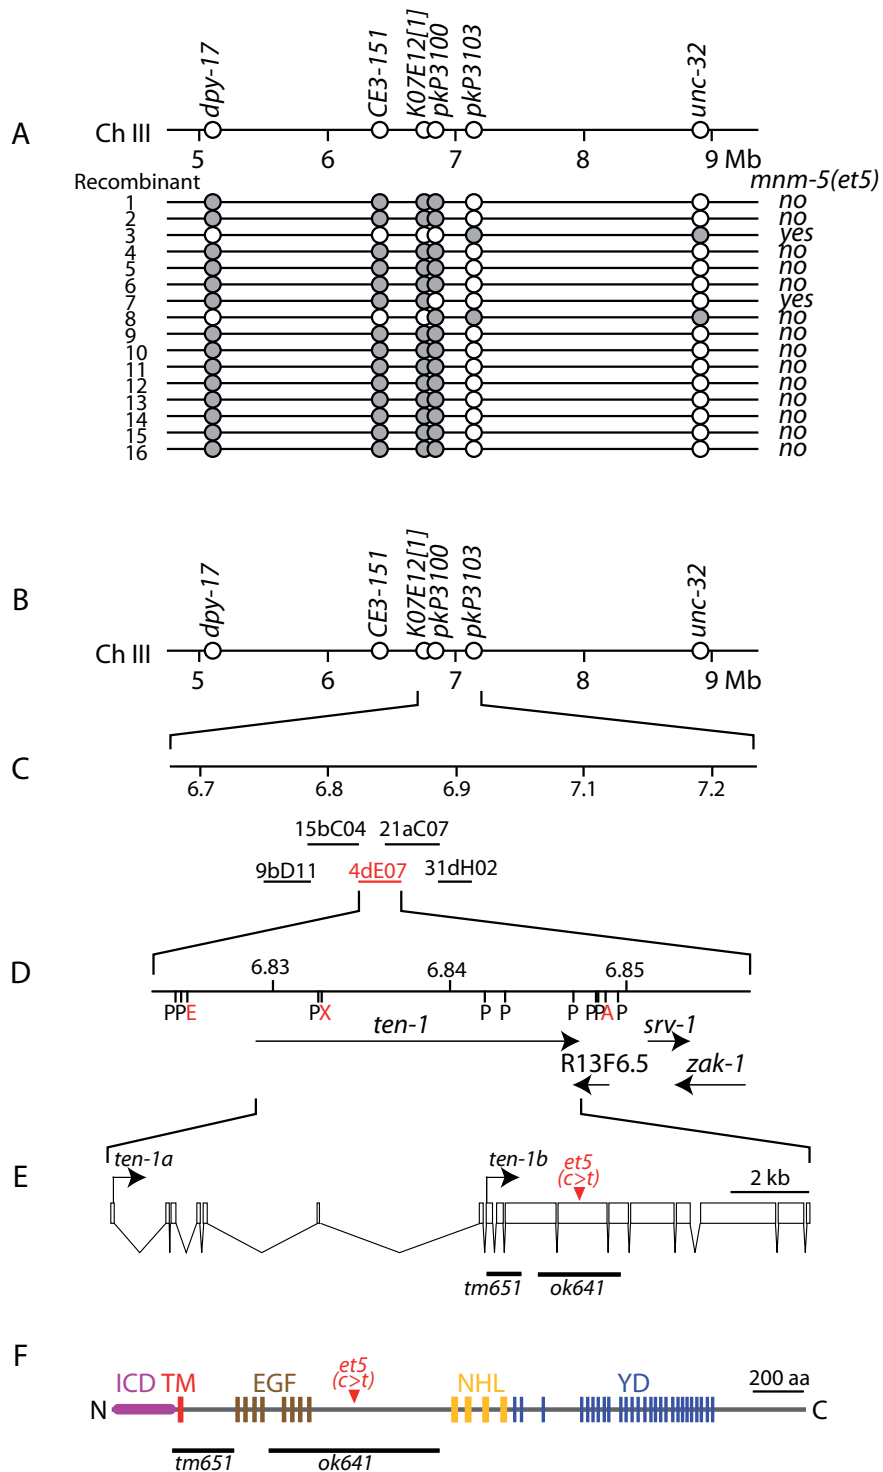 A
dpy-17 CE3-151 K07E12[1] pkP3100 pkP3103 unc-32
Ch III
5 6 7 8 9 Mb
Recombinant mnm-5(et5)
1 no
2 no
3 yes
4 no
5 no
6 no
7 yes
8 no
9 no
10 no
11 no
12 no
13 no
14 no
15 no
16 no
B
dpy-17 CE3-151 K07E12[1] pkP3100 pkP3103 unc-32
Ch III
5 6 7 8 9 Mb
C
6.7 6.8 6.9 7.1 7.2
15bC04 21aC07
9bD11 4dE07 31dH02
D
6.83 6.84 6.85
P P E P X P P P P P A P
ten-1 srv-1
R13F6.5 zak-1
E
ten-1a ten-1b et5
(c>t)
2 kb
tm651 ok641
F
et5
(c>t)
ICD TM EGF NHL YD 200 aa
N C
tm651 ok641